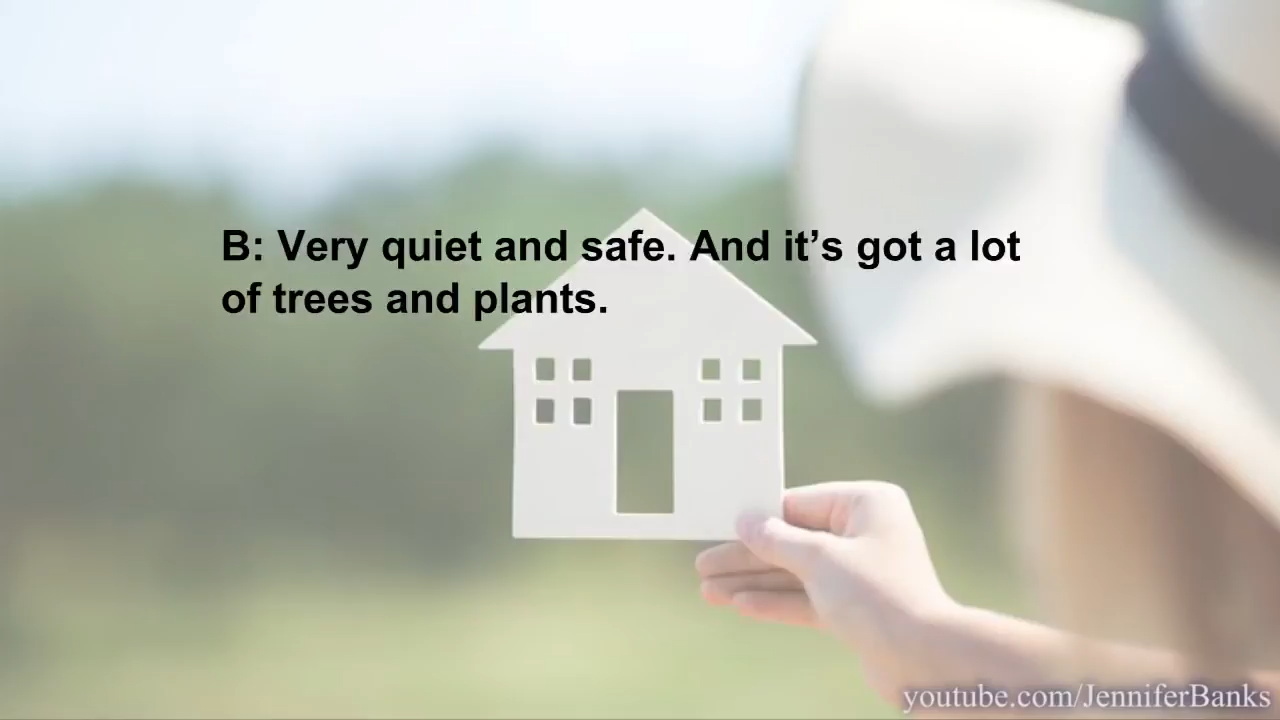 B: Very quiet and safe. And it’s got a lot
of trees and plants.
youtube.com/JenniferBanks